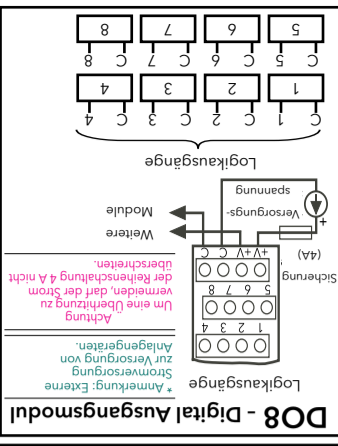 DO8 - Digital Ausgangsmodul
Logikausgänge
* Anmerkung: Externe
Stromversorgung
zur Versorgung von
Anlagengeräten.
1 2 3 4
5 6 7 8
V+ V+ C C
Achtung
Um eine Überhitzung zu
vermeiden, darf der Strom
der Reihenschaltung 4 A nicht
überschreiten.
Sicherung
(4A)
+
Versorgungs-
spannung
Weitere
Module
Logikausgänge
1 C 2 C 3 C 4 C
1 2 3 4
5 C 6 C 7 C 8 C
5 6 7 8